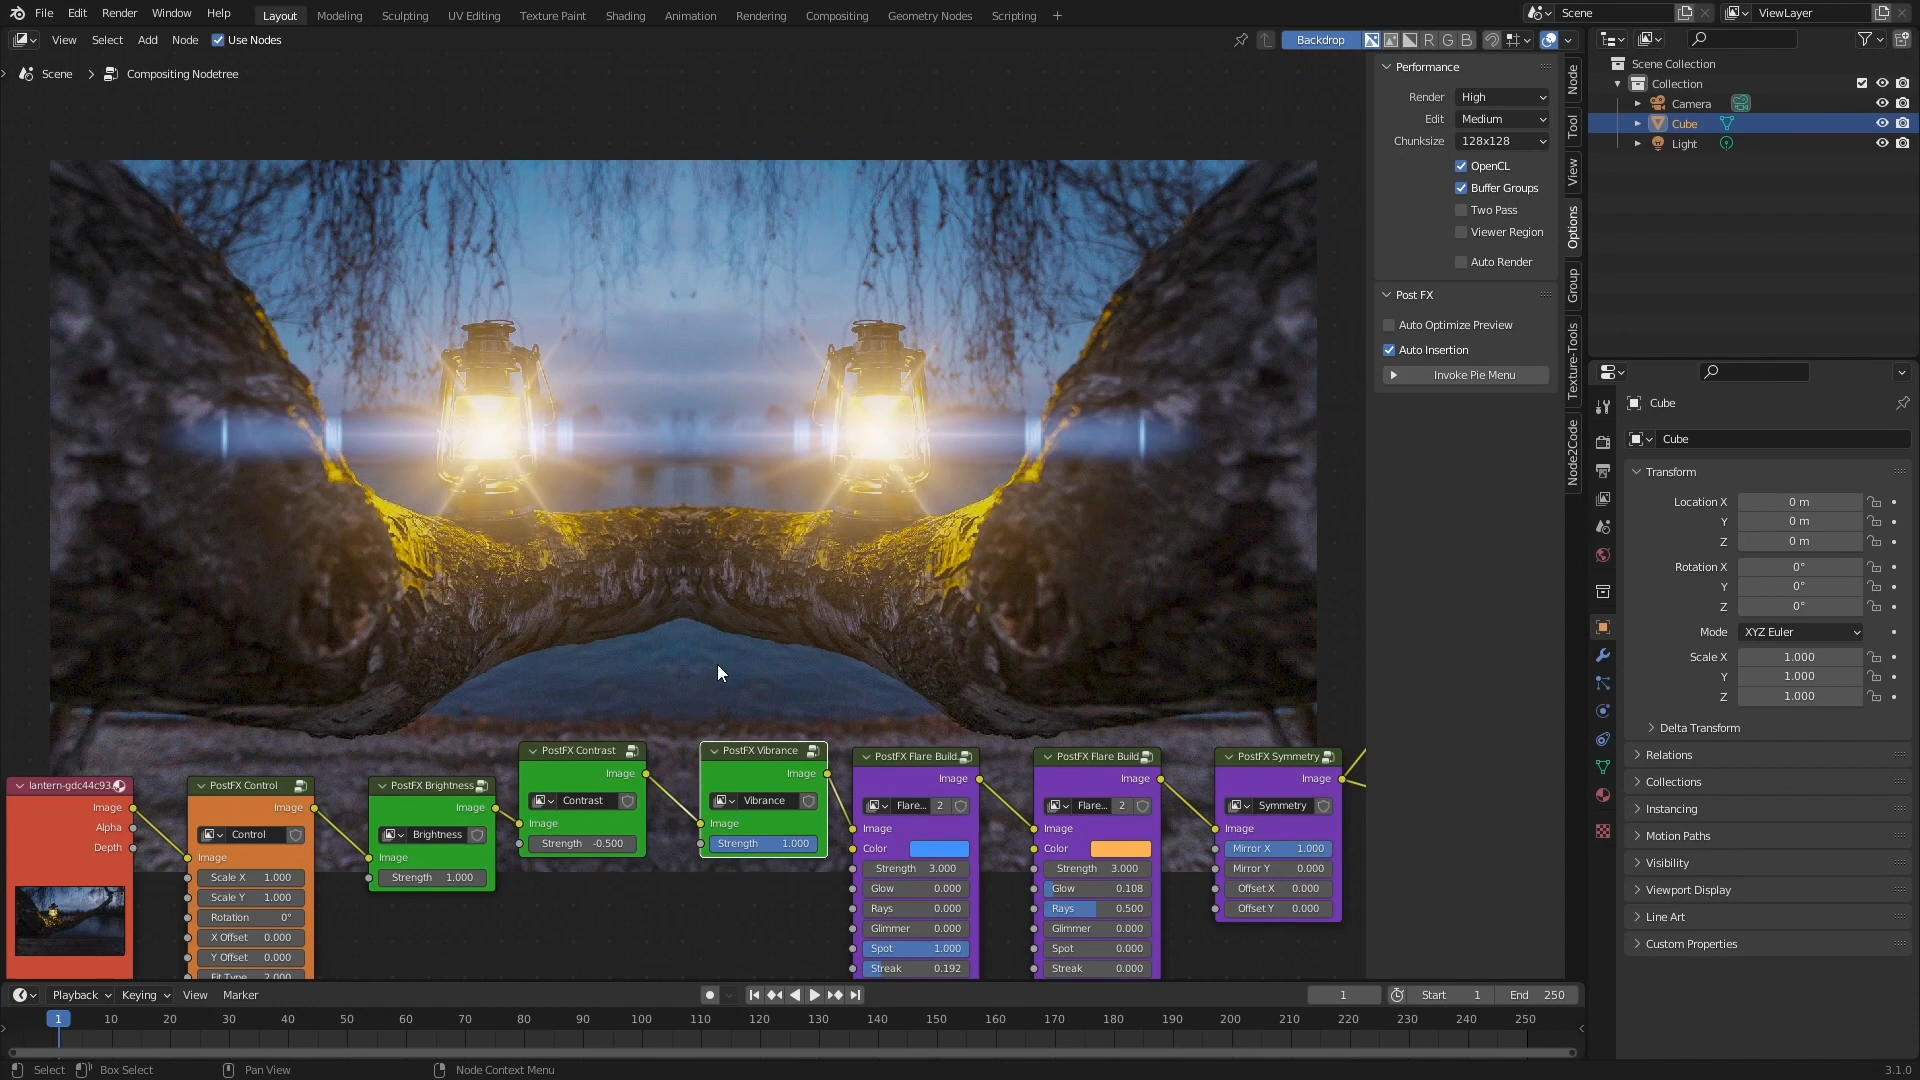 File Edit Render Window Help Layout Modeling Sculpting UV Editing Texture Paint Shading Animation Rendering Compositing Geometry Nodes Scripting + Scene ViewLayer
View Select Add Node Use Nodes Backdrop R G B
Scene > Compositing Nodetree
Performance
Render High
Edit Medium
Chunksize 128x128
OpenCL
Buffer Groups
Two Pass
Viewer Region
Auto Render
Post FX
Auto Optimize Preview
Auto Insertion
Invoke Pie Menu
Node
Tool
View
Options
Group
Texture-Tools
Node2Code
Scene Collection
Collection
Camera
Cube
Light
Cube
Cube
Transform
Location X 0 m
Y 0 m
Z 0 m
Rotation X 0°
Y 0°
Z 0°
Mode XYZ Euler
Scale X 1.000
Y 1.000
Z 1.000
Delta Transform
Relations
Collections
Instancing
Motion Paths
Visibility
Viewport Display
Line Art
Custom Properties
lantern-gdc44c93.
Image
Alpha
Depth
PostFX Control
Image
Control
Image
Scale X 1.000
Scale Y 1.000
Rotation 0°
X Offset 0.000
Y Offset 0.000
Fit Type 2.000
PostFX Brightness
Image
Brightness
Image
Strength 1.000
PostFX Contrast
Image
Contrast
Image
Strength -0.500
PostFX Vibrance
Image
Vibrance
Image
Strength 1.000
PostFX Flare Build
Image
Flare... 2
Image
Color
Strength 3.000
Glow 0.000
Rays 0.000
Glimmer 0.000
Spot 1.000
Streak 0.192
PostFX Flare Build
Image
Flare... 2
Image
Color
Strength 3.000
Glow 0.108
Rays 0.500
Glimmer 0.000
Spot 0.000
Streak 0.000
PostFX Symmetry
Image
Symmetry
Image
Mirror X 1.000
Mirror Y 0.000
Offset X 0.000
Offset Y 0.000
Playback Keying View Marker 1 Start 1 End 250
1 10 20 30 40 50 60 70 80 90 100 110 120 130 140 150 160 170 180 190 200 210 220 230 240 250
Select Box Select Pan View Node Context Menu 3.1.0